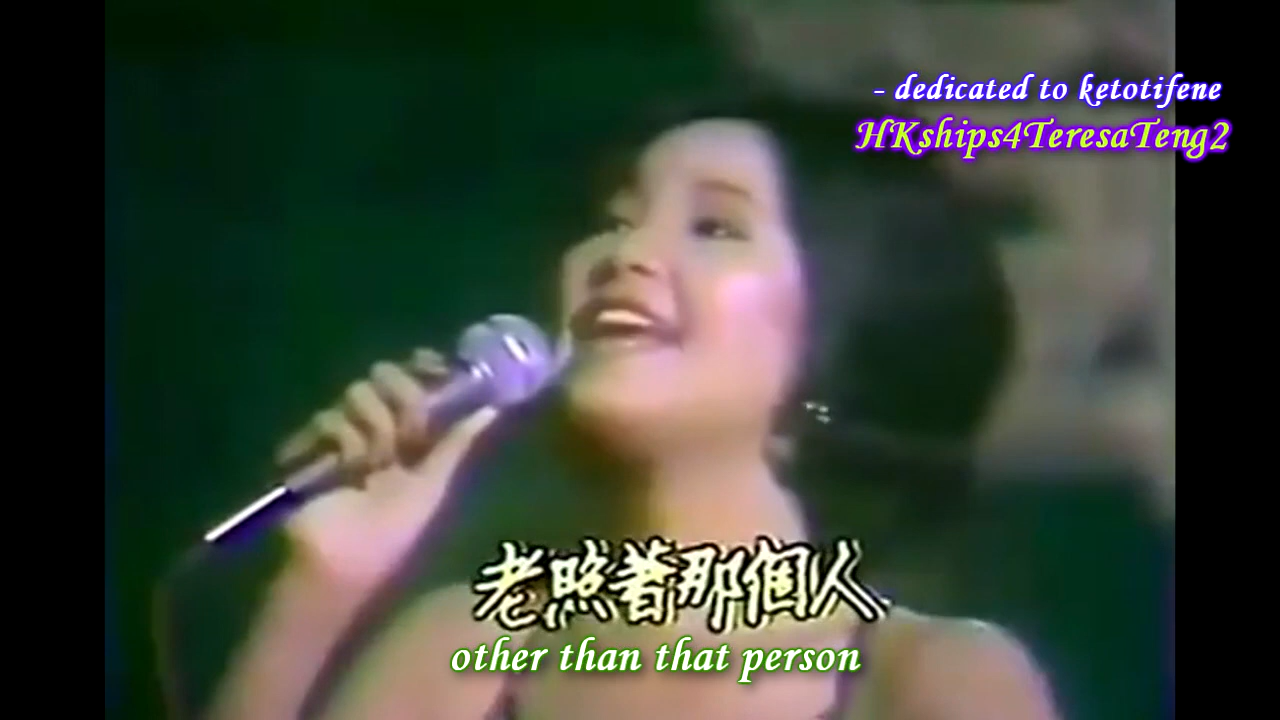 - dedicated to ketotifene
HKships4TeresaTeng2
老照著那個人
other than that person